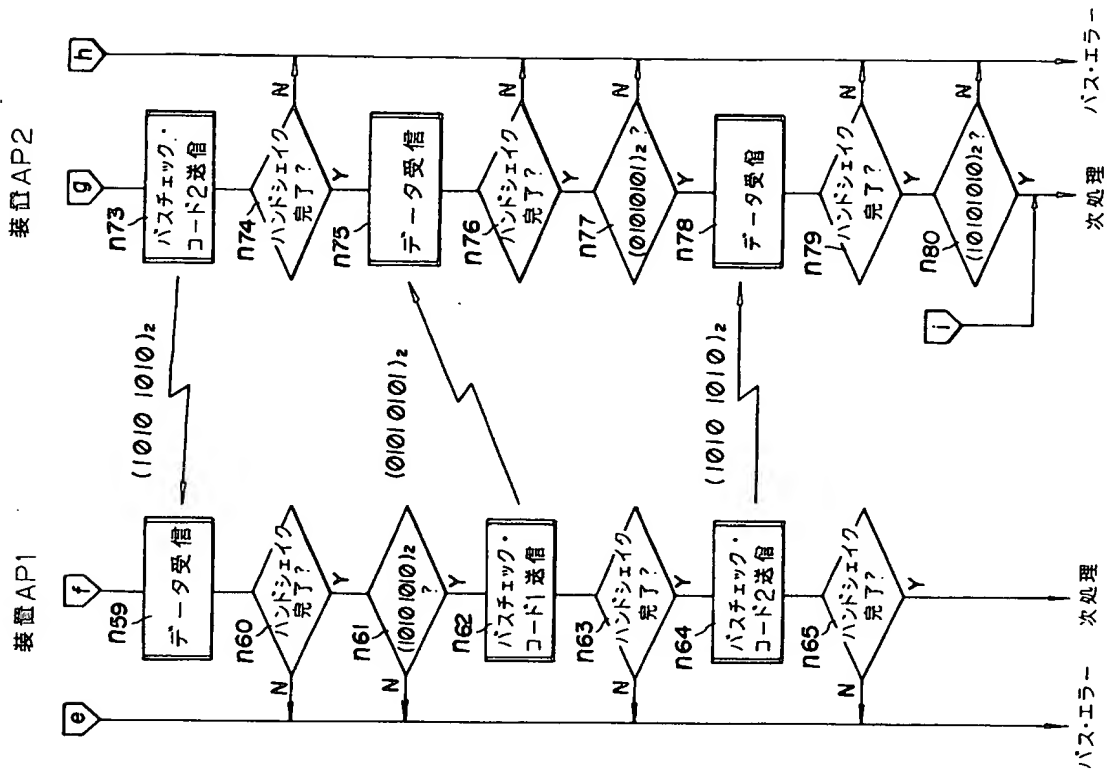 装置AP1
e
f
n59
データ受信
n60
ハンドシェイク
完了?
N
n61
(10101010)₂
?
N
Y
n62
バスチェック・
コード1送信
n63
ハンドシェイク
完了?
N
n64
バスチェック・
コード2送信
n65
ハンドシェイク
完了?
N
Y
バス・エラー
次処理
(1010 1010)₂
(0101 0101)₂
(1010 1010)₂
装置AP2
g
h
n73
バスチェック・
コード2送信
n74
ハンドシェイク
完了?
N
Y
n75
データ受信
n76
ハンドシェイク
完了?
N
Y
n77
(01010101)₂?
N
Y
n78
データ受信
n79
ハンドシェイク
完了?
N
Y
n80
(10101010)₂?
N
Y
i
次処理
バス・エラー